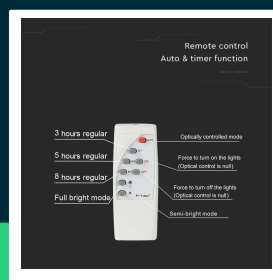 Remote control
Auto & timer function
3 hours regular
Optically controlled mode
5 hours regular
Force to turn on the lights
(Optical control is null)
8 hours regular
Force to turn off the lights
(Optical control is null)
Full bright mode
Semi-bright mode